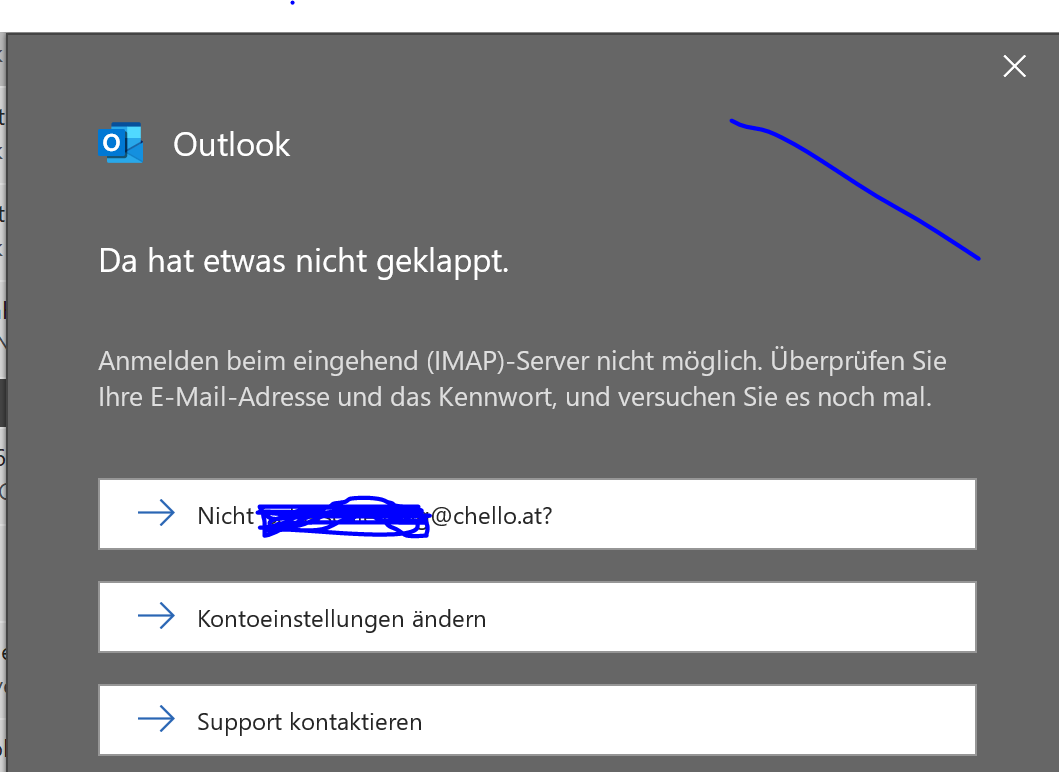 Outlook
Da hat etwas nicht geklappt.
Anmelden beim eingehend (IMAP)-Server nicht möglich. Überprüfen Sie
Ihre E-Mail-Adresse und das Kennwort, und versuchen Sie es noch mal.
Nicht @chello.at?
Kontoeinstellungen ändern
Support kontaktieren